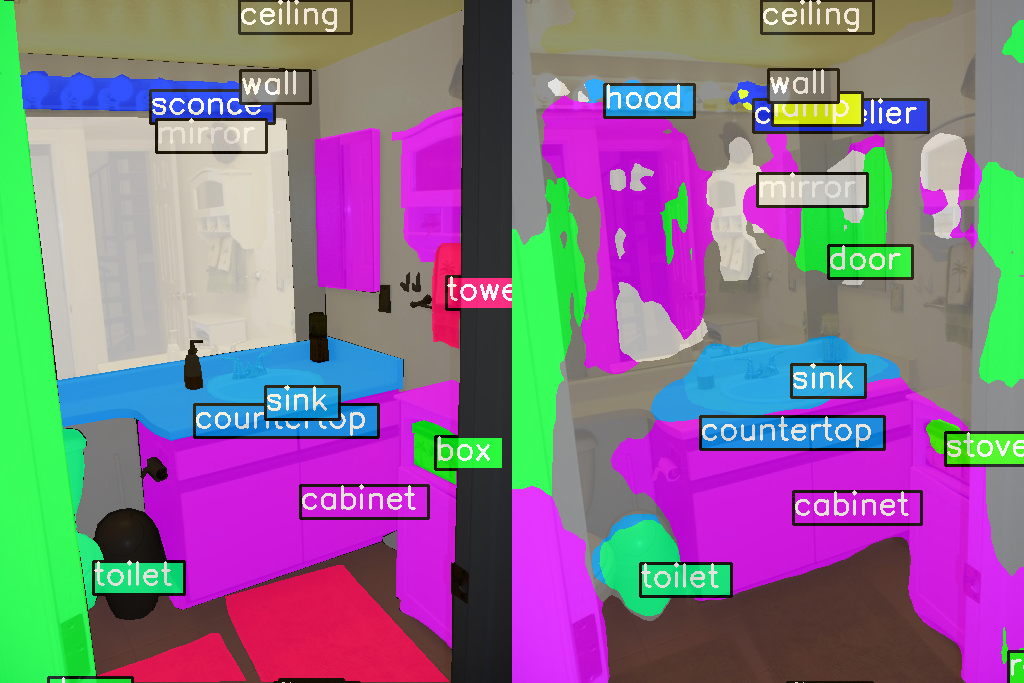 ceiling
wall
sconce
mirror
towe
sink
countertop
box
cabinet
toilet
ceiling
wall
hood
lamp
mirror
door
sink
countertop
stove
cabinet
toilet